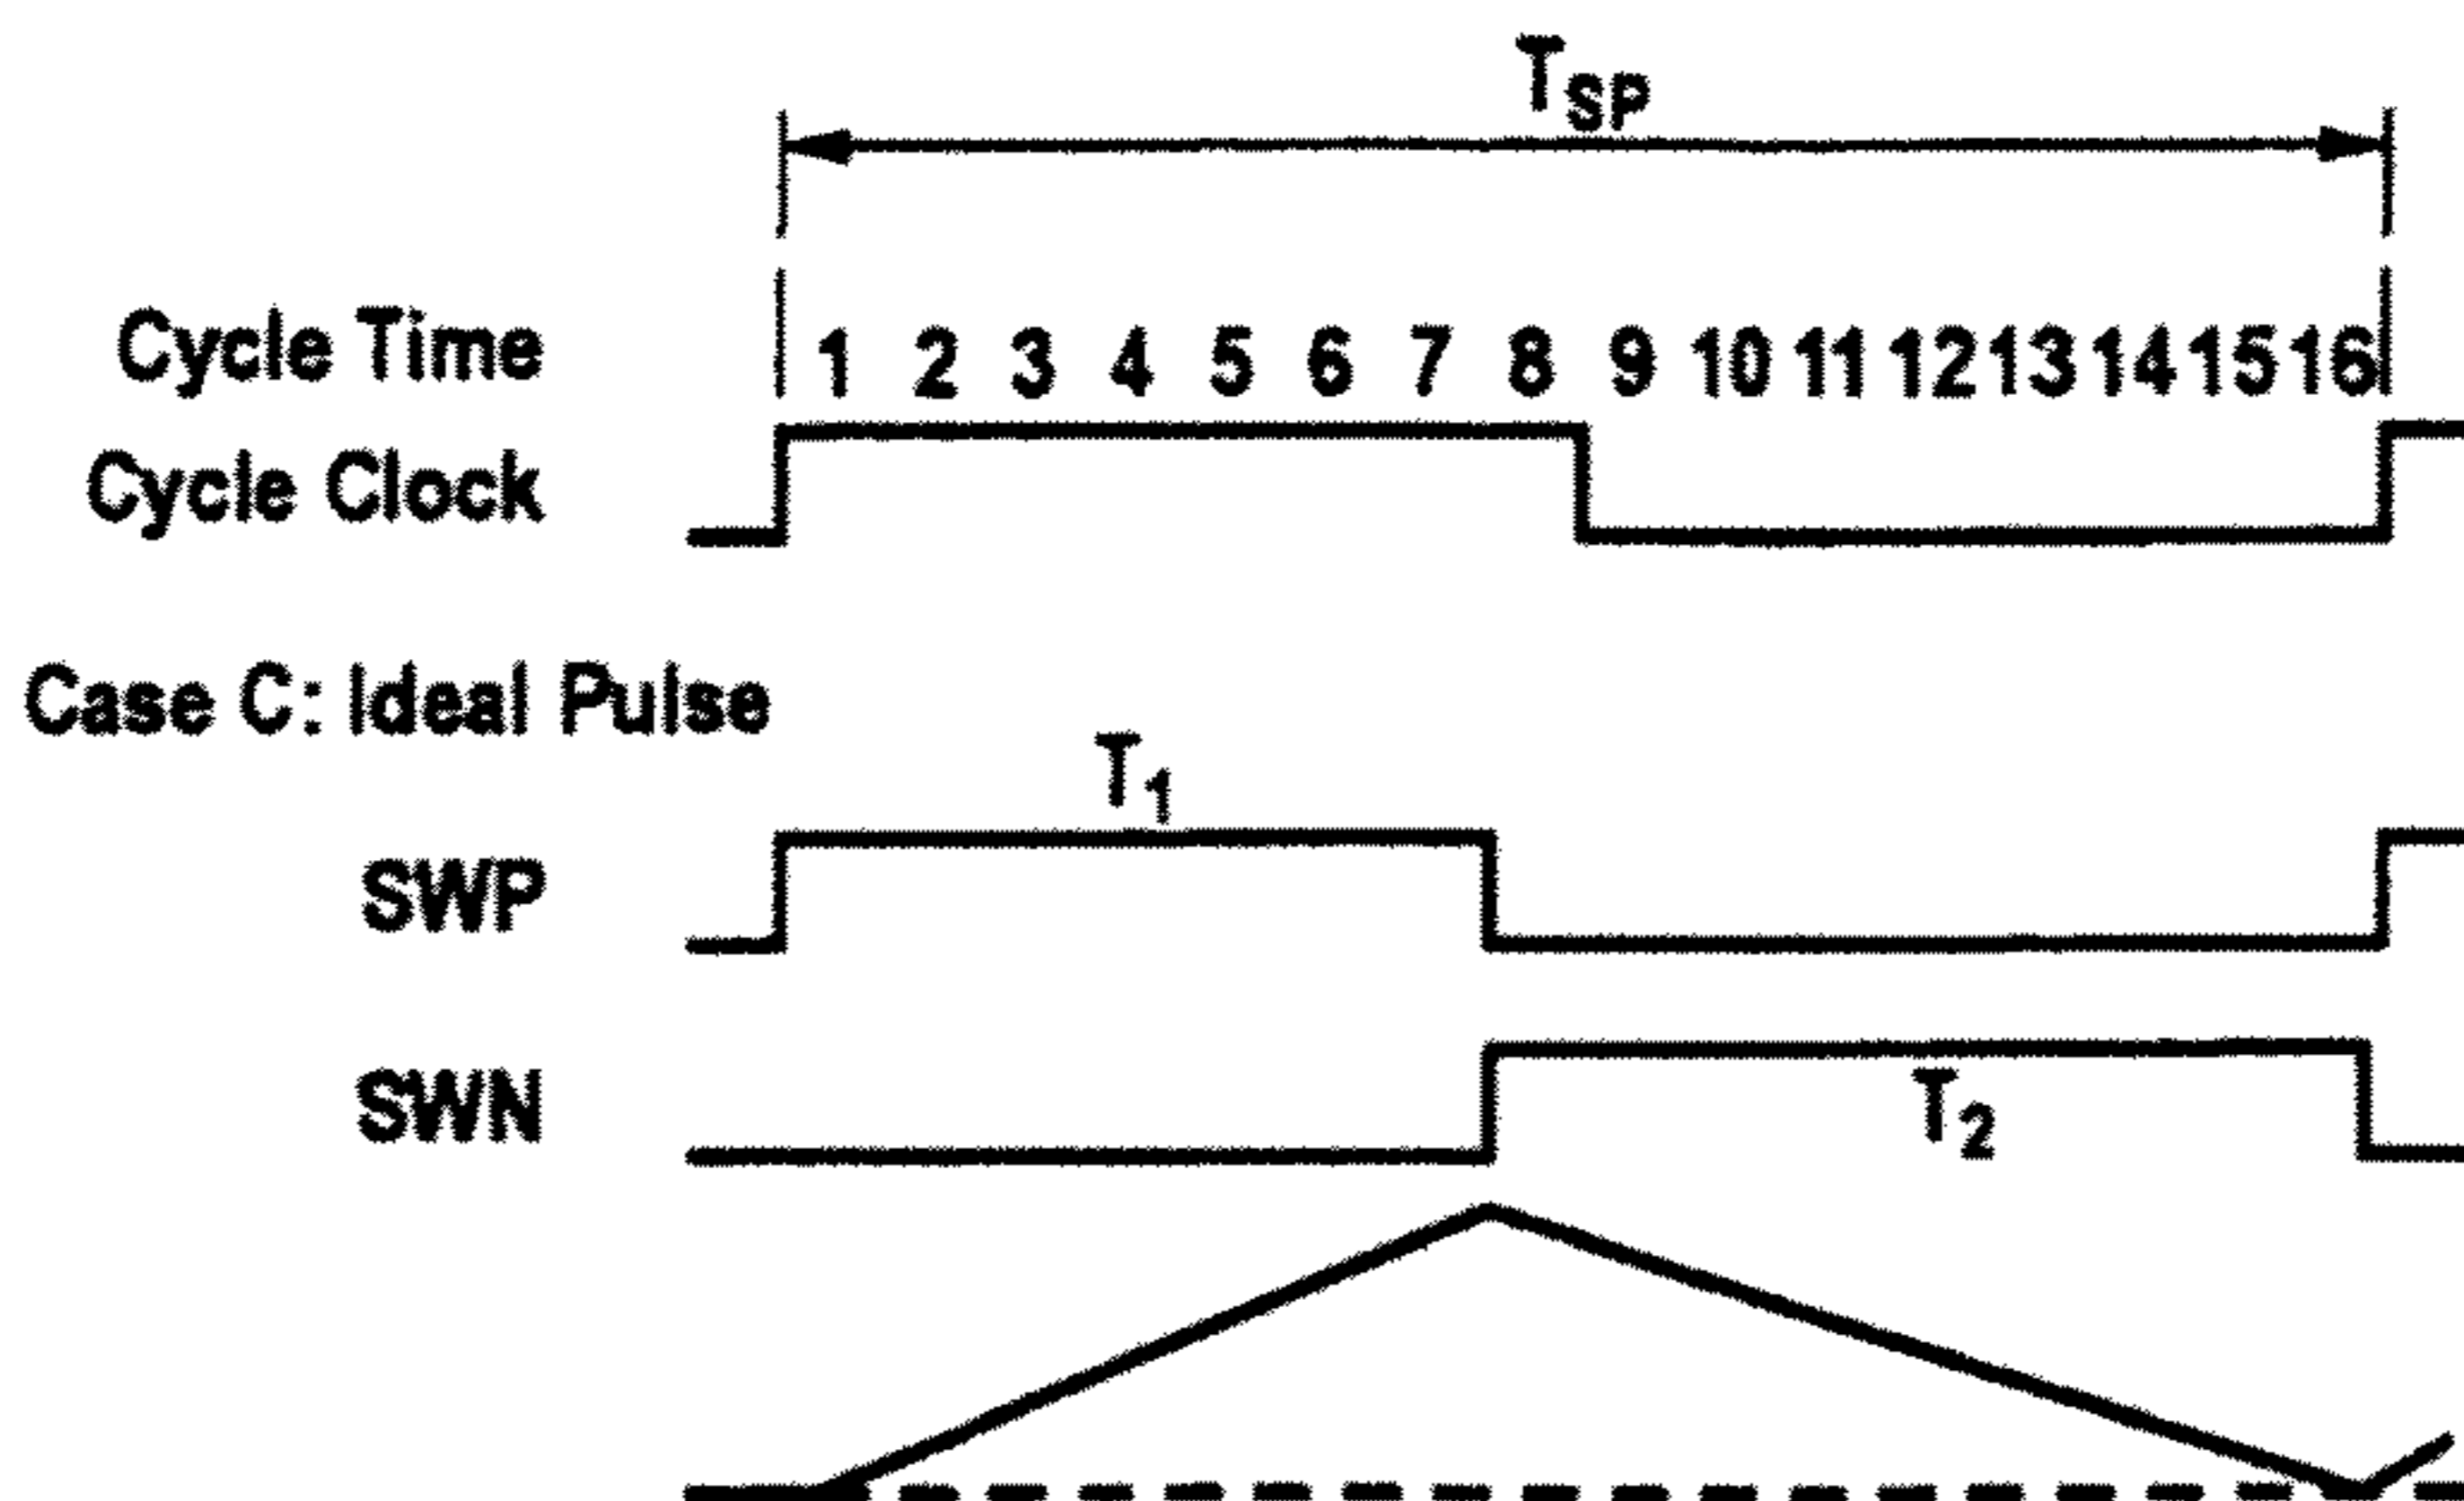 TSP
Cycle Time 1 2 3 4 5 6 7 8 9 10 11 12 13 14 15 16
Cycle Clock
Case C: Ideal Pulse
T1
SWP
SWN
T2